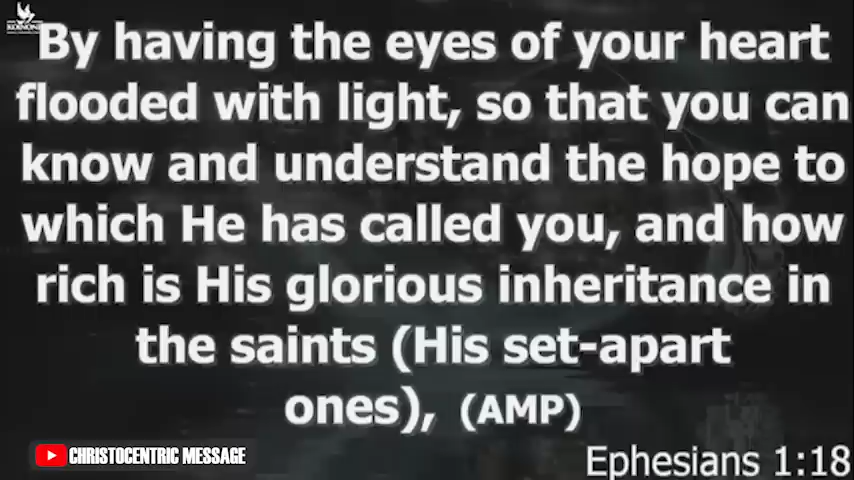 KOINONIA
By having the eyes of your heart
flooded with light, so that you can
know and understand the hope to
which He has called you, and how
rich is His glorious inheritance in
the saints (His set-apart
ones), (AMP)
CHRISTOCENTRIC MESSAGE
Ephesians 1:18